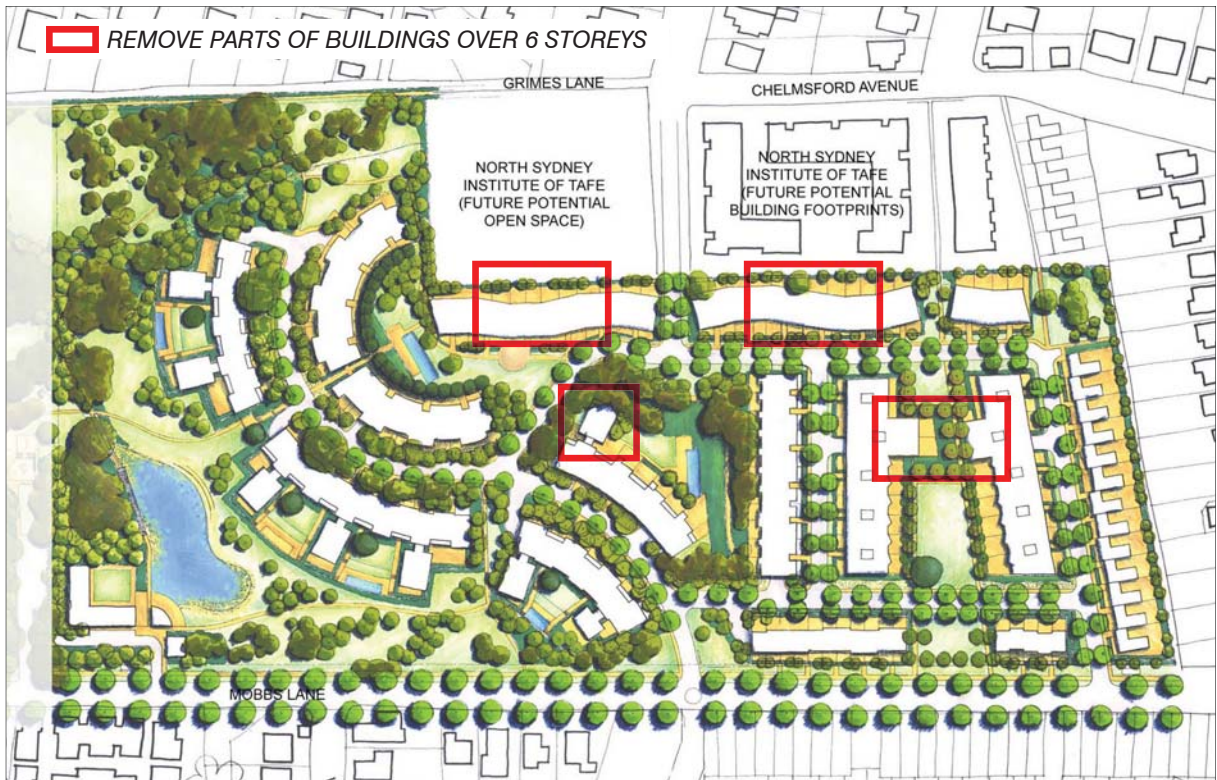 REMOVE PARTS OF BUILDINGS OVER 6 STOREYS
GRIMES LANE
CHELMSFORD AVENUE
NORTH SYDNEY
INSTITUTE OF TAFE
(FUTURE POTENTIAL
OPEN SPACE)
NORTH SYDNEY
INSTITUTE OF TAFE
(FUTURE POTENTIAL
BUILDING FOOTPRINTS)
MOBBS LANE